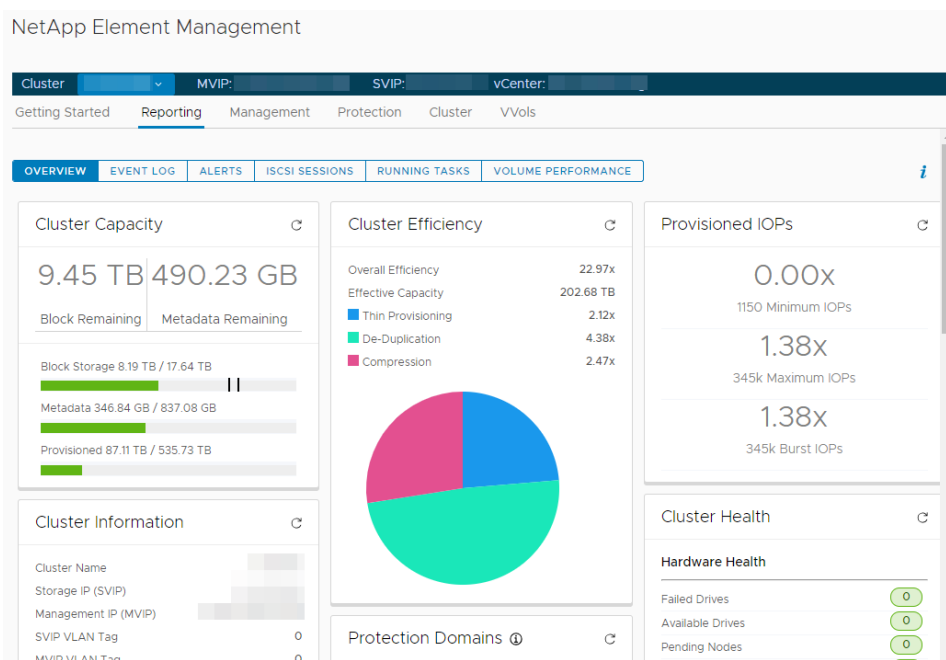 NetApp Element Management
Cluster MVIP: SVIP: vCenter:
Getting Started Reporting Management Protection Cluster VVols
OVERVIEW EVENT LOG ALERTS ISCSI SESSIONS RUNNING TASKS VOLUME PERFORMANCE i
Cluster Capacity
9.45 TB 490.23 GB
Block Remaining Metadata Remaining
Block Storage 8.19 TB / 17.64 TB
Metadata 346.84 GB / 837.08 GB
Provisioned 87.11 TB / 535.73 TB
Cluster Information
Cluster Name
Storage IP (SVIP)
Management IP (MVIP)
SVIP VLAN Tag 0
MVIP VLAN Tag 0
Cluster Efficiency
Overall Efficiency 22.97x
Effective Capacity 202.68 TB
Thin Provisioning 2.12x
De-Duplication 4.38x
Compression 2.47x
Protection Domains
Provisioned IOPs
0.00x
1150 Minimum IOPs
1.38x
345k Maximum IOPs
1.38x
345k Burst IOPs
Cluster Health
Hardware Health
Failed Drives 0
Available Drives 0
Pending Nodes 0